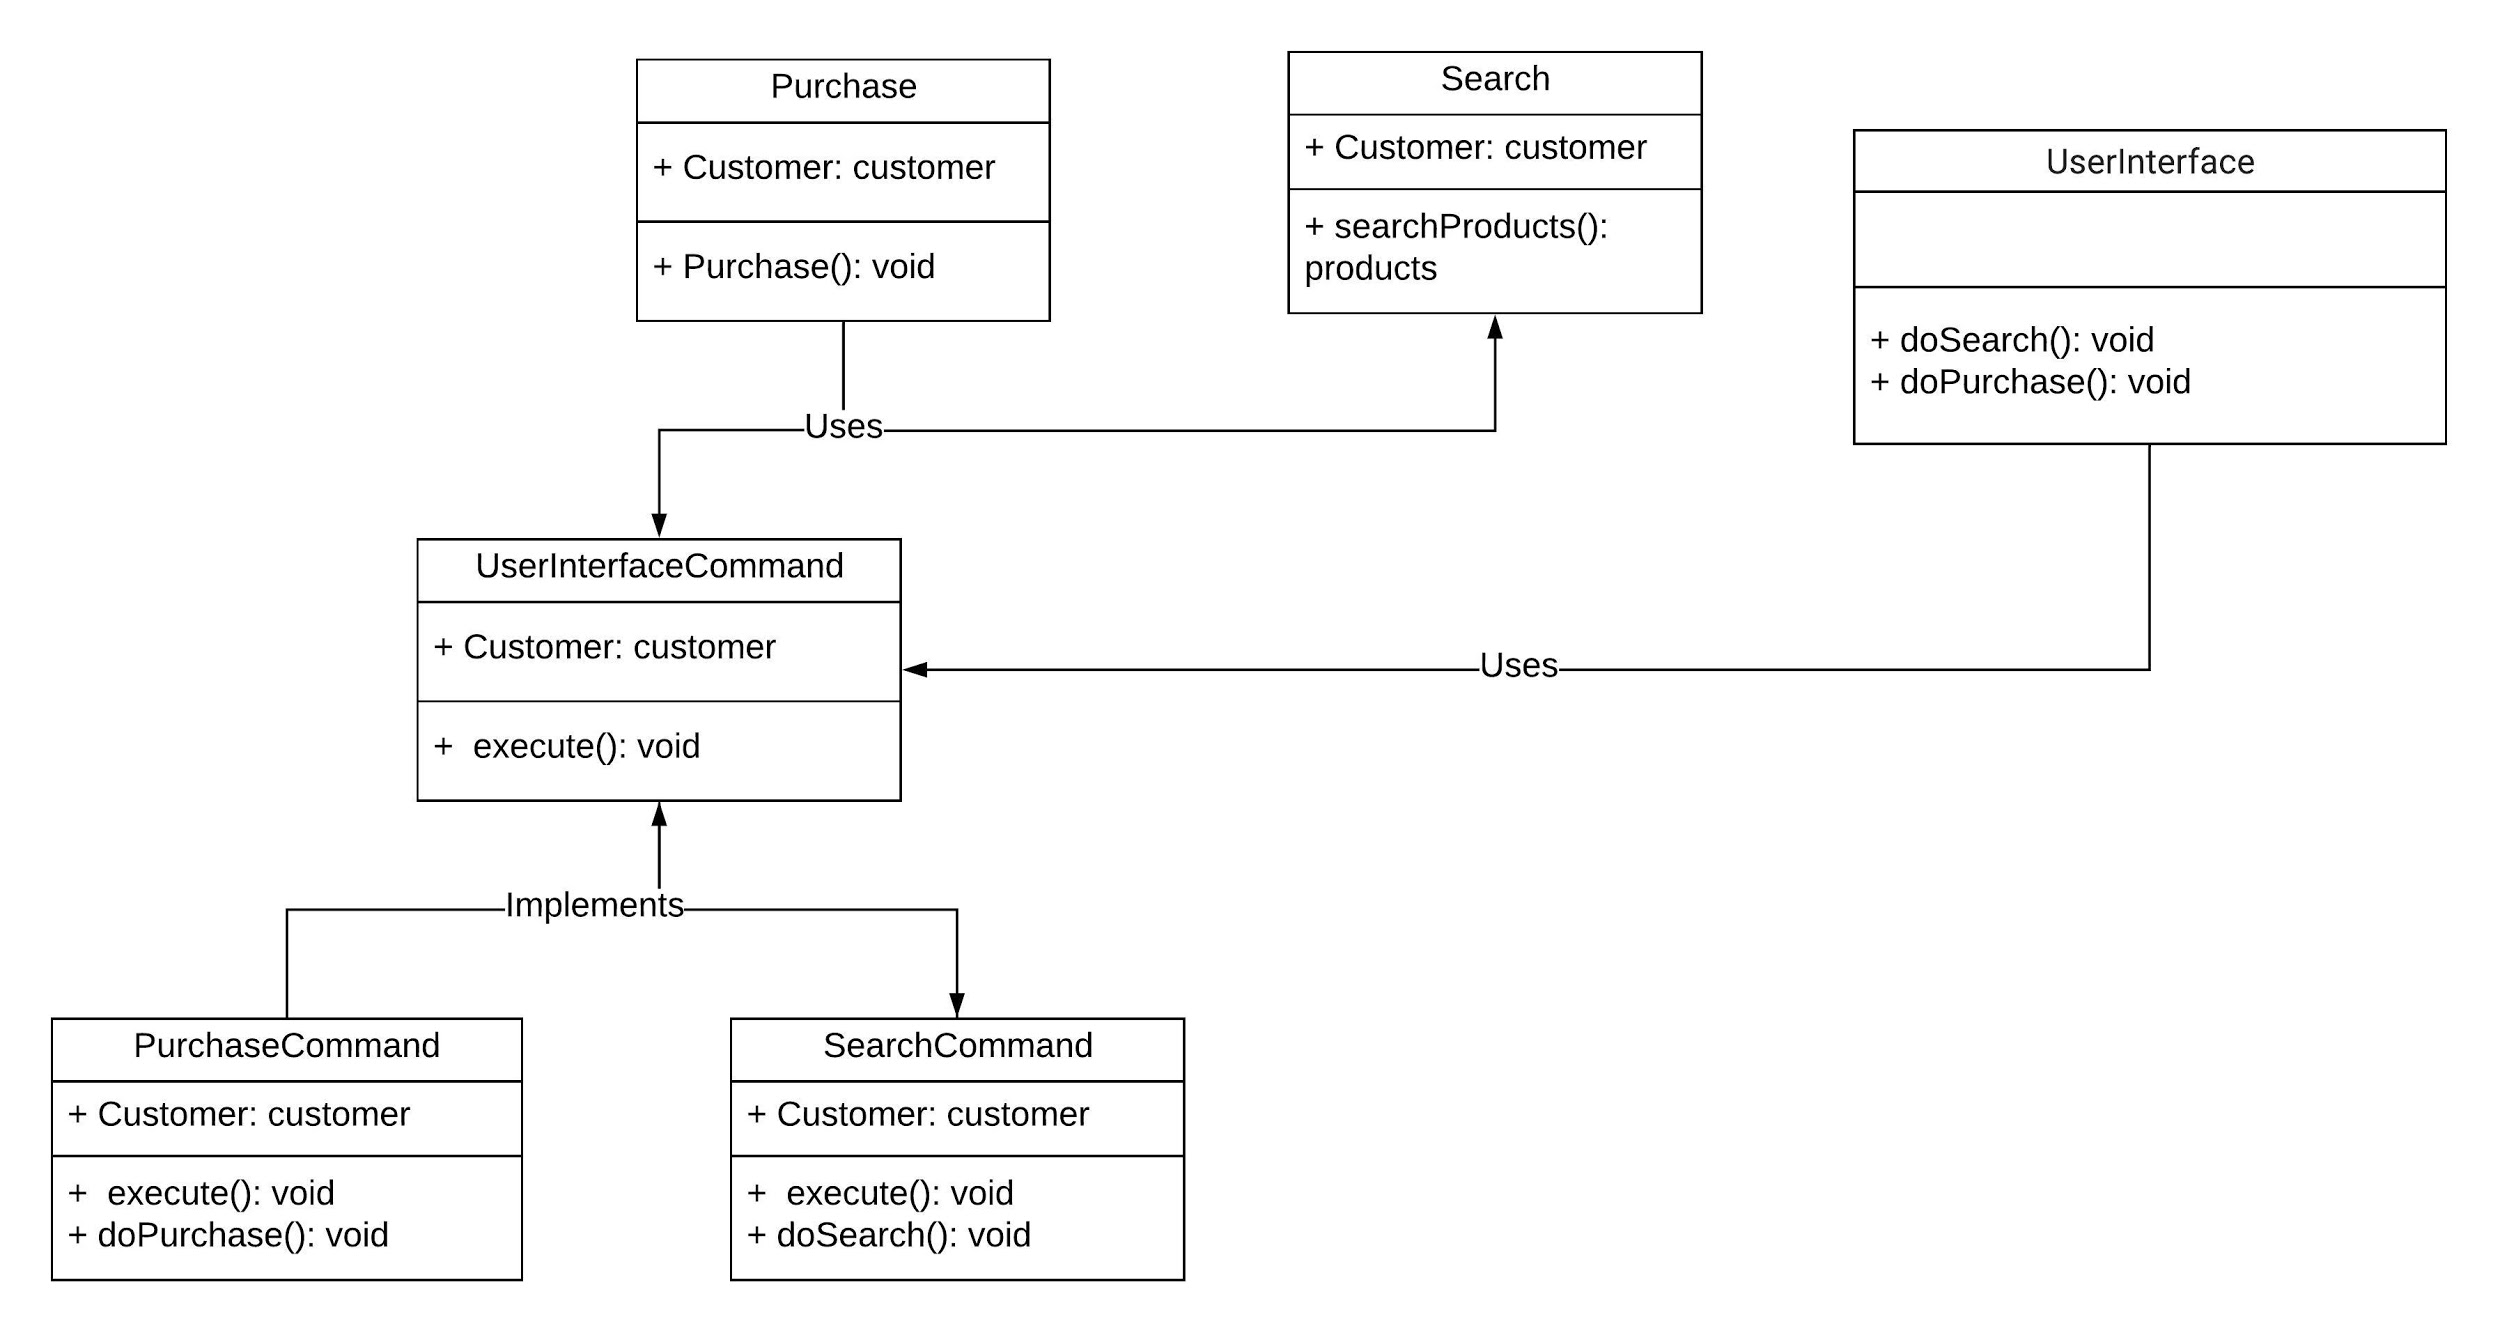 Purchase
+ Customer: customer
+ Purchase(): void
Search
+ Customer: customer
+ searchProducts():
products
UserInterface
+ doSearch(): void
+ doPurchase(): void
Uses
UserInterfaceCommand
+ Customer: customer
+  execute(): void
Uses
Implements
PurchaseCommand
+ Customer: customer
+  execute(): void
+ doPurchase(): void
SearchCommand
+ Customer: customer
+  execute(): void
+ doSearch(): void